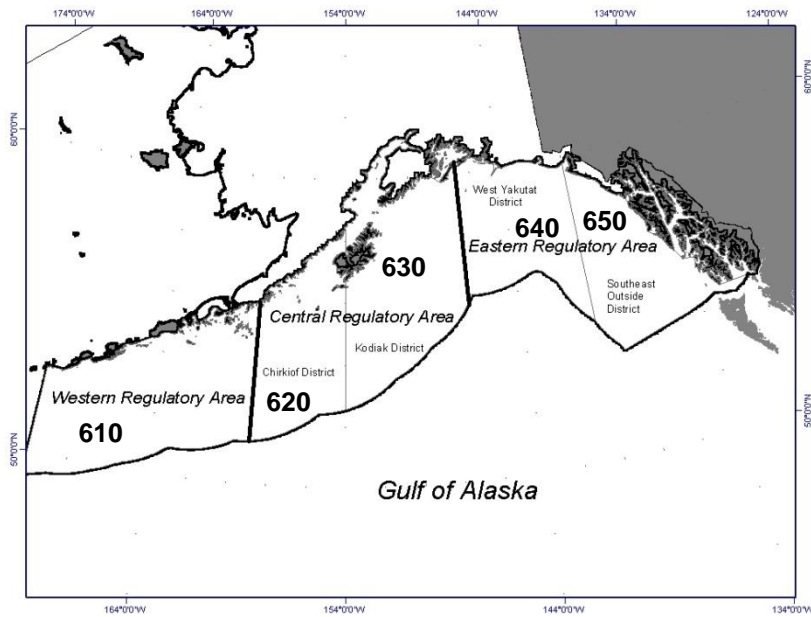 174°0'0"W 164°0'0"W 154°0'0"W 144°0'0"W 134°0'0"W 124°0'0"W
60°0'0"N
60°0'0"N
West Yakutat
District
640
650
Eastern Regulatory Area
630
Southeast
Outside
District
Central Regulatory Area
Kodiak District
Chirkiof District
620
Western Regulatory Area
610
50°0'0"N
50°0'0"N
Gulf of Alaska
164°0'0"W 154°0'0"W 144°0'0"W 134°0'0"W